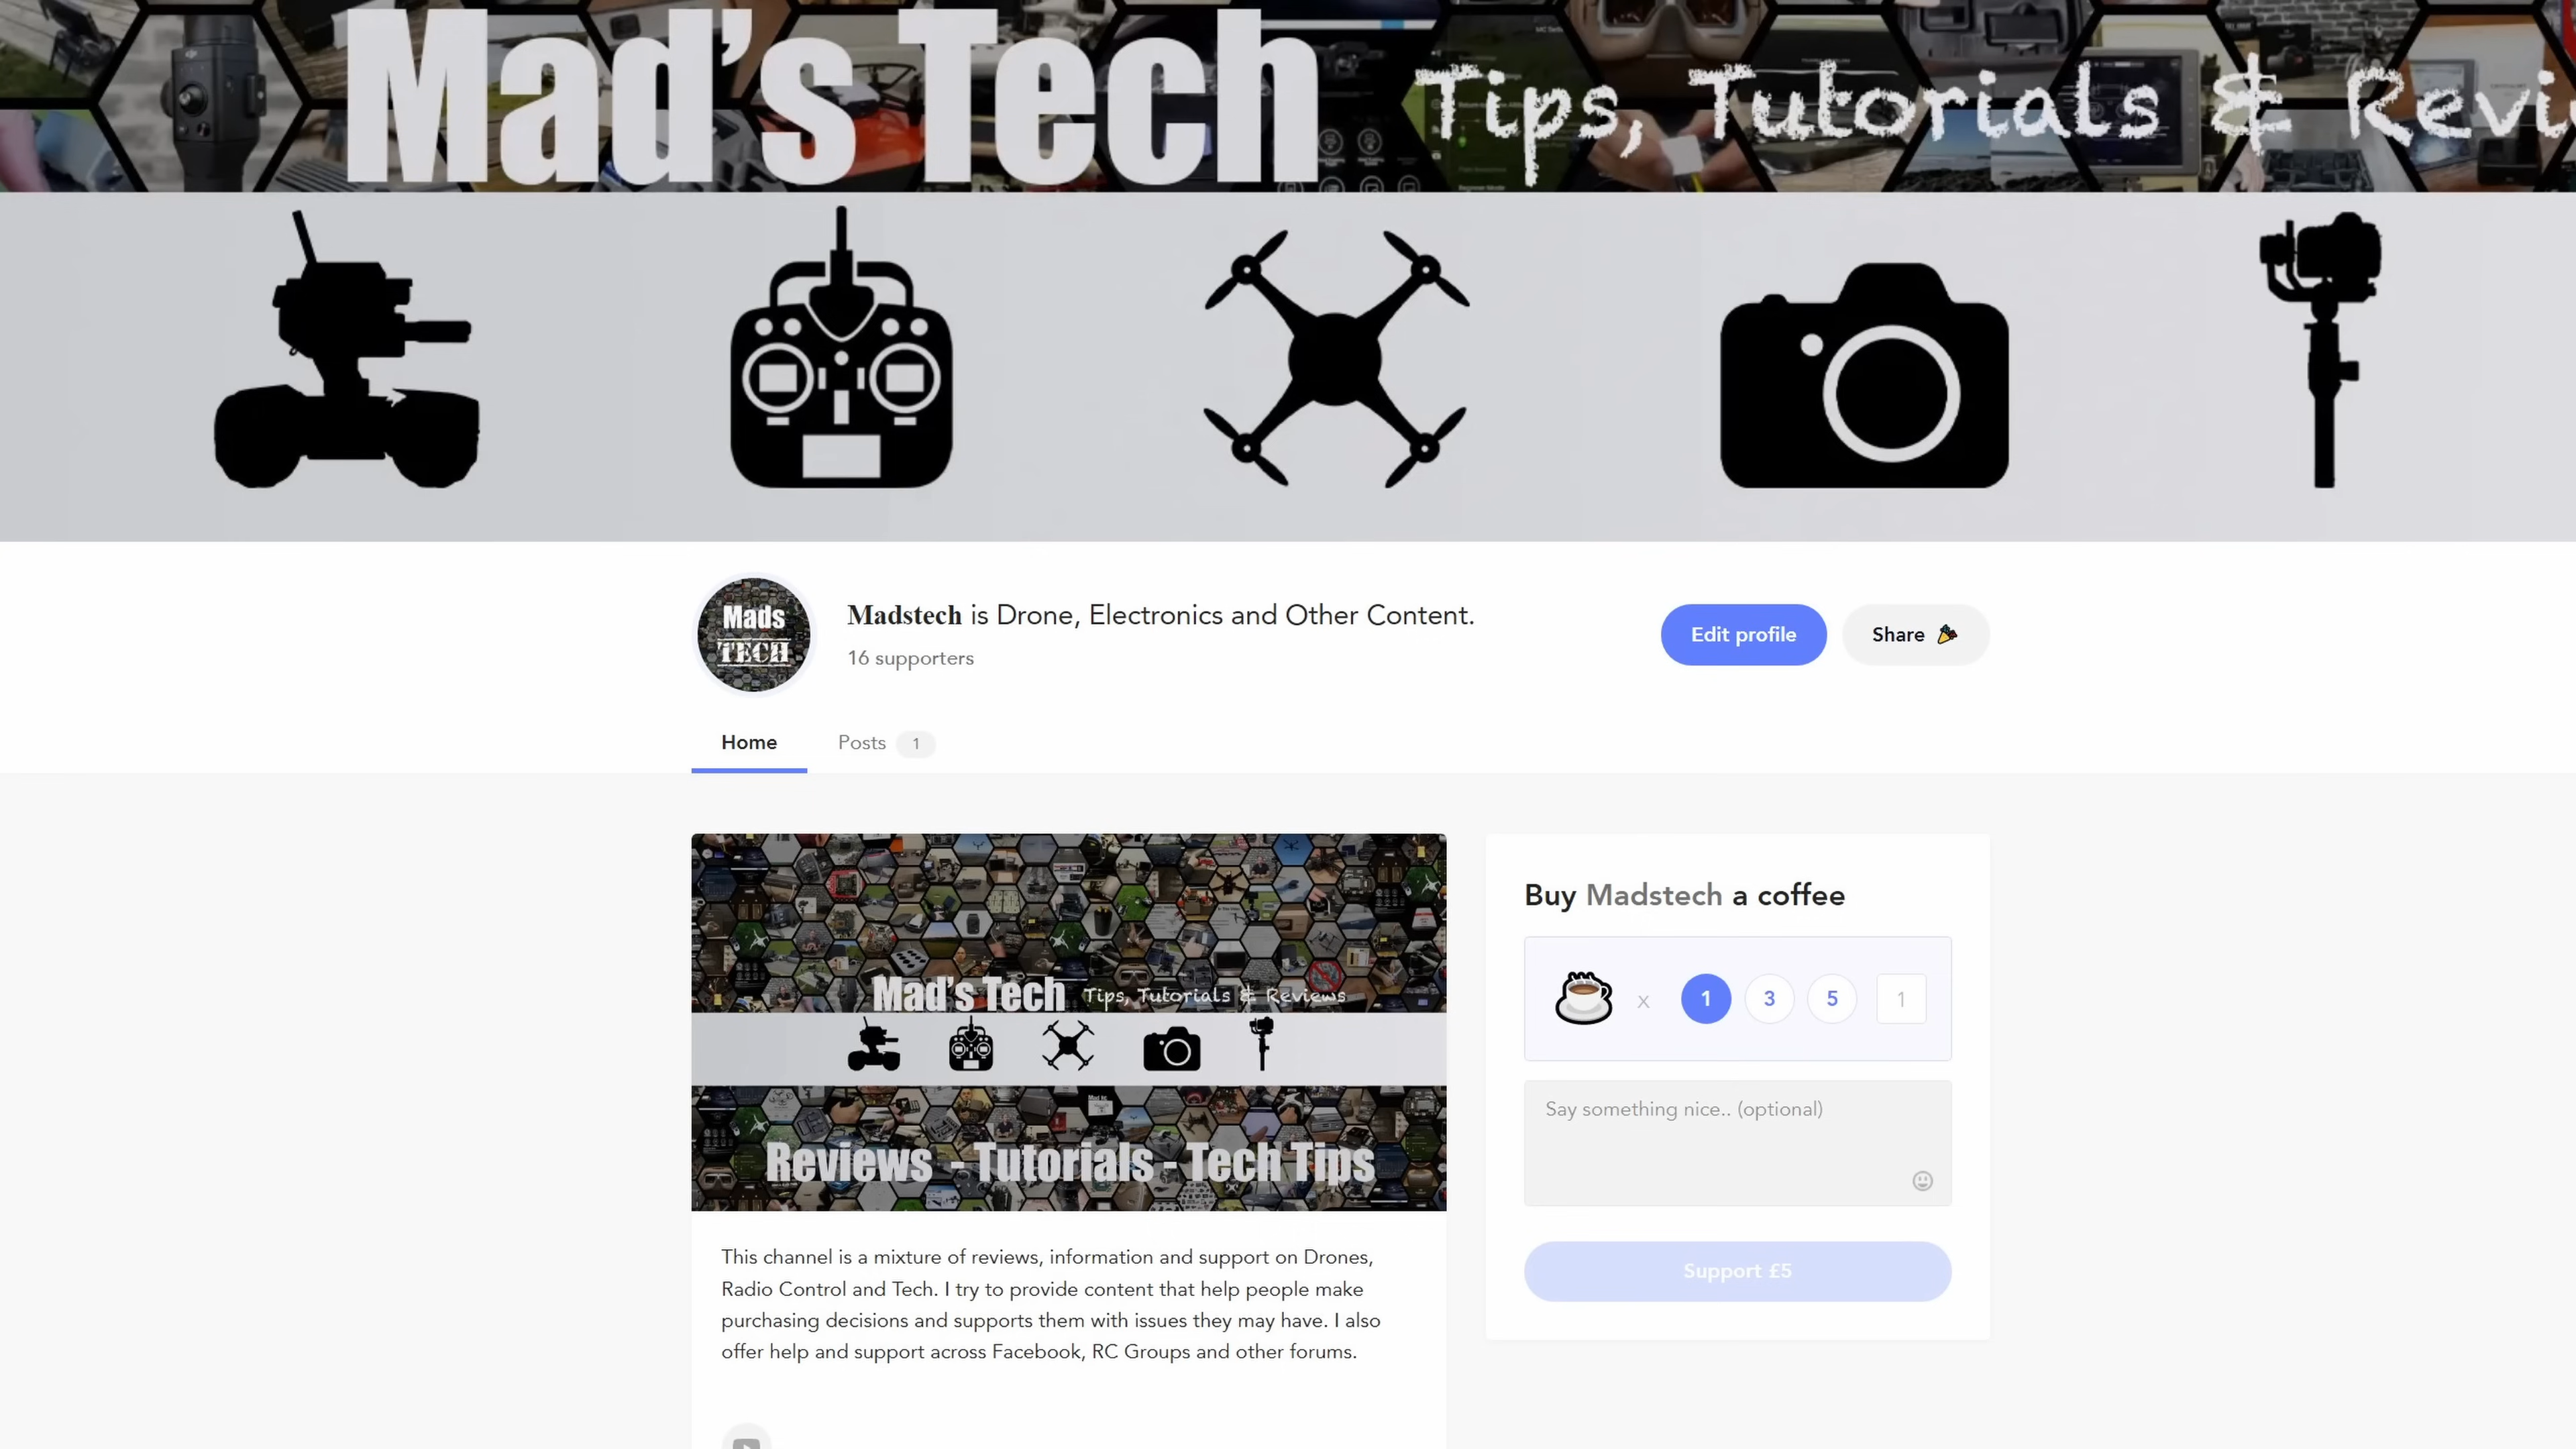 Mad's Tech Tips, Tutorials & Revi
Mads
TECH
Madstech is Drone, Electronics and Other Content.
16 supporters
Edit profile
Share
Home
Posts 1
Mad's Tech Tips, Tutorials & Reviews
Reviews - Tutorials - Tech Tips
This channel is a mixture of reviews, information and support on Drones,
Radio Control and Tech. I try to provide content that help people make
purchasing decisions and supports them with issues they may have. I also
offer help and support across Facebook, RC Groups and other forums.
Buy Madstech a coffee
x 1 3 5 1
Say something nice.. (optional)
Support £5